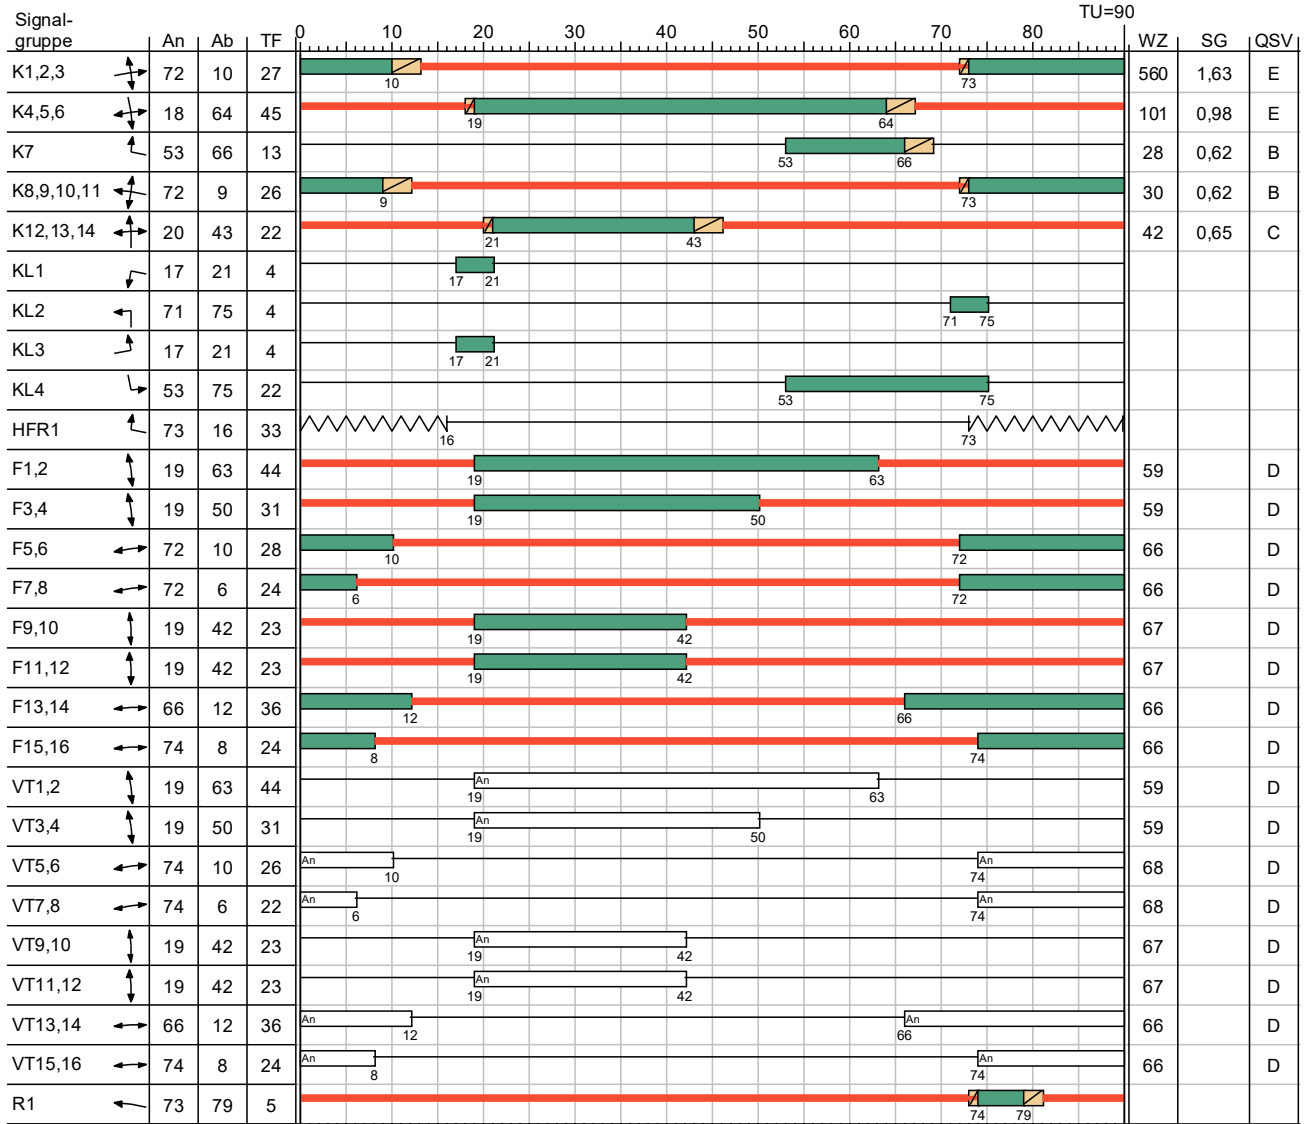 TU=90
Signal-
gruppe An Ab TF 0 10 20 30 40 50 60 70 80 WZ SG QSV
K1,2,3 72 10 27 560 1,63 E
10 73
K4,5,6 18 64 45 101 0,98 E
19 64
K7 53 66 13 28 0,62 B
53 66
K8,9,10,11 72 9 26 30 0,62 B
9 73
K12,13,14 20 43 22 42 0,65 C
21 43
KL1 17 21 4
17 21
KL2 71 75 4
71 75
KL3 17 21 4
17 21
KL4 53 75 22
53 75
HFR1 73 16 33
16 73
F1,2 19 63 44 59 D
19 63
F3,4 19 50 31 59 D
19 50
F5,6 72 10 28 66 D
10 72
F7,8 72 6 24 66 D
6 72
F9,10 19 42 23 67 D
19 42
F11,12 19 42 23 67 D
19 42
F13,14 66 12 36 66 D
12 66
F15,16 74 8 24 66 D
8 74
VT1,2 19 63 44 An 59 D
19 63
VT3,4 19 50 31 An 59 D
19 50
VT5,6 74 10 26 An An 68 D
10 74
VT7,8 74 6 22 An An 68 D
6 74
VT9,10 19 42 23 An 67 D
19 42
VT11,12 19 42 23 An 67 D
19 42
VT13,14 66 12 36 An An 66 D
12 66
VT15,16 74 8 24 An An 66 D
8 74
R1 73 79 5
74 79